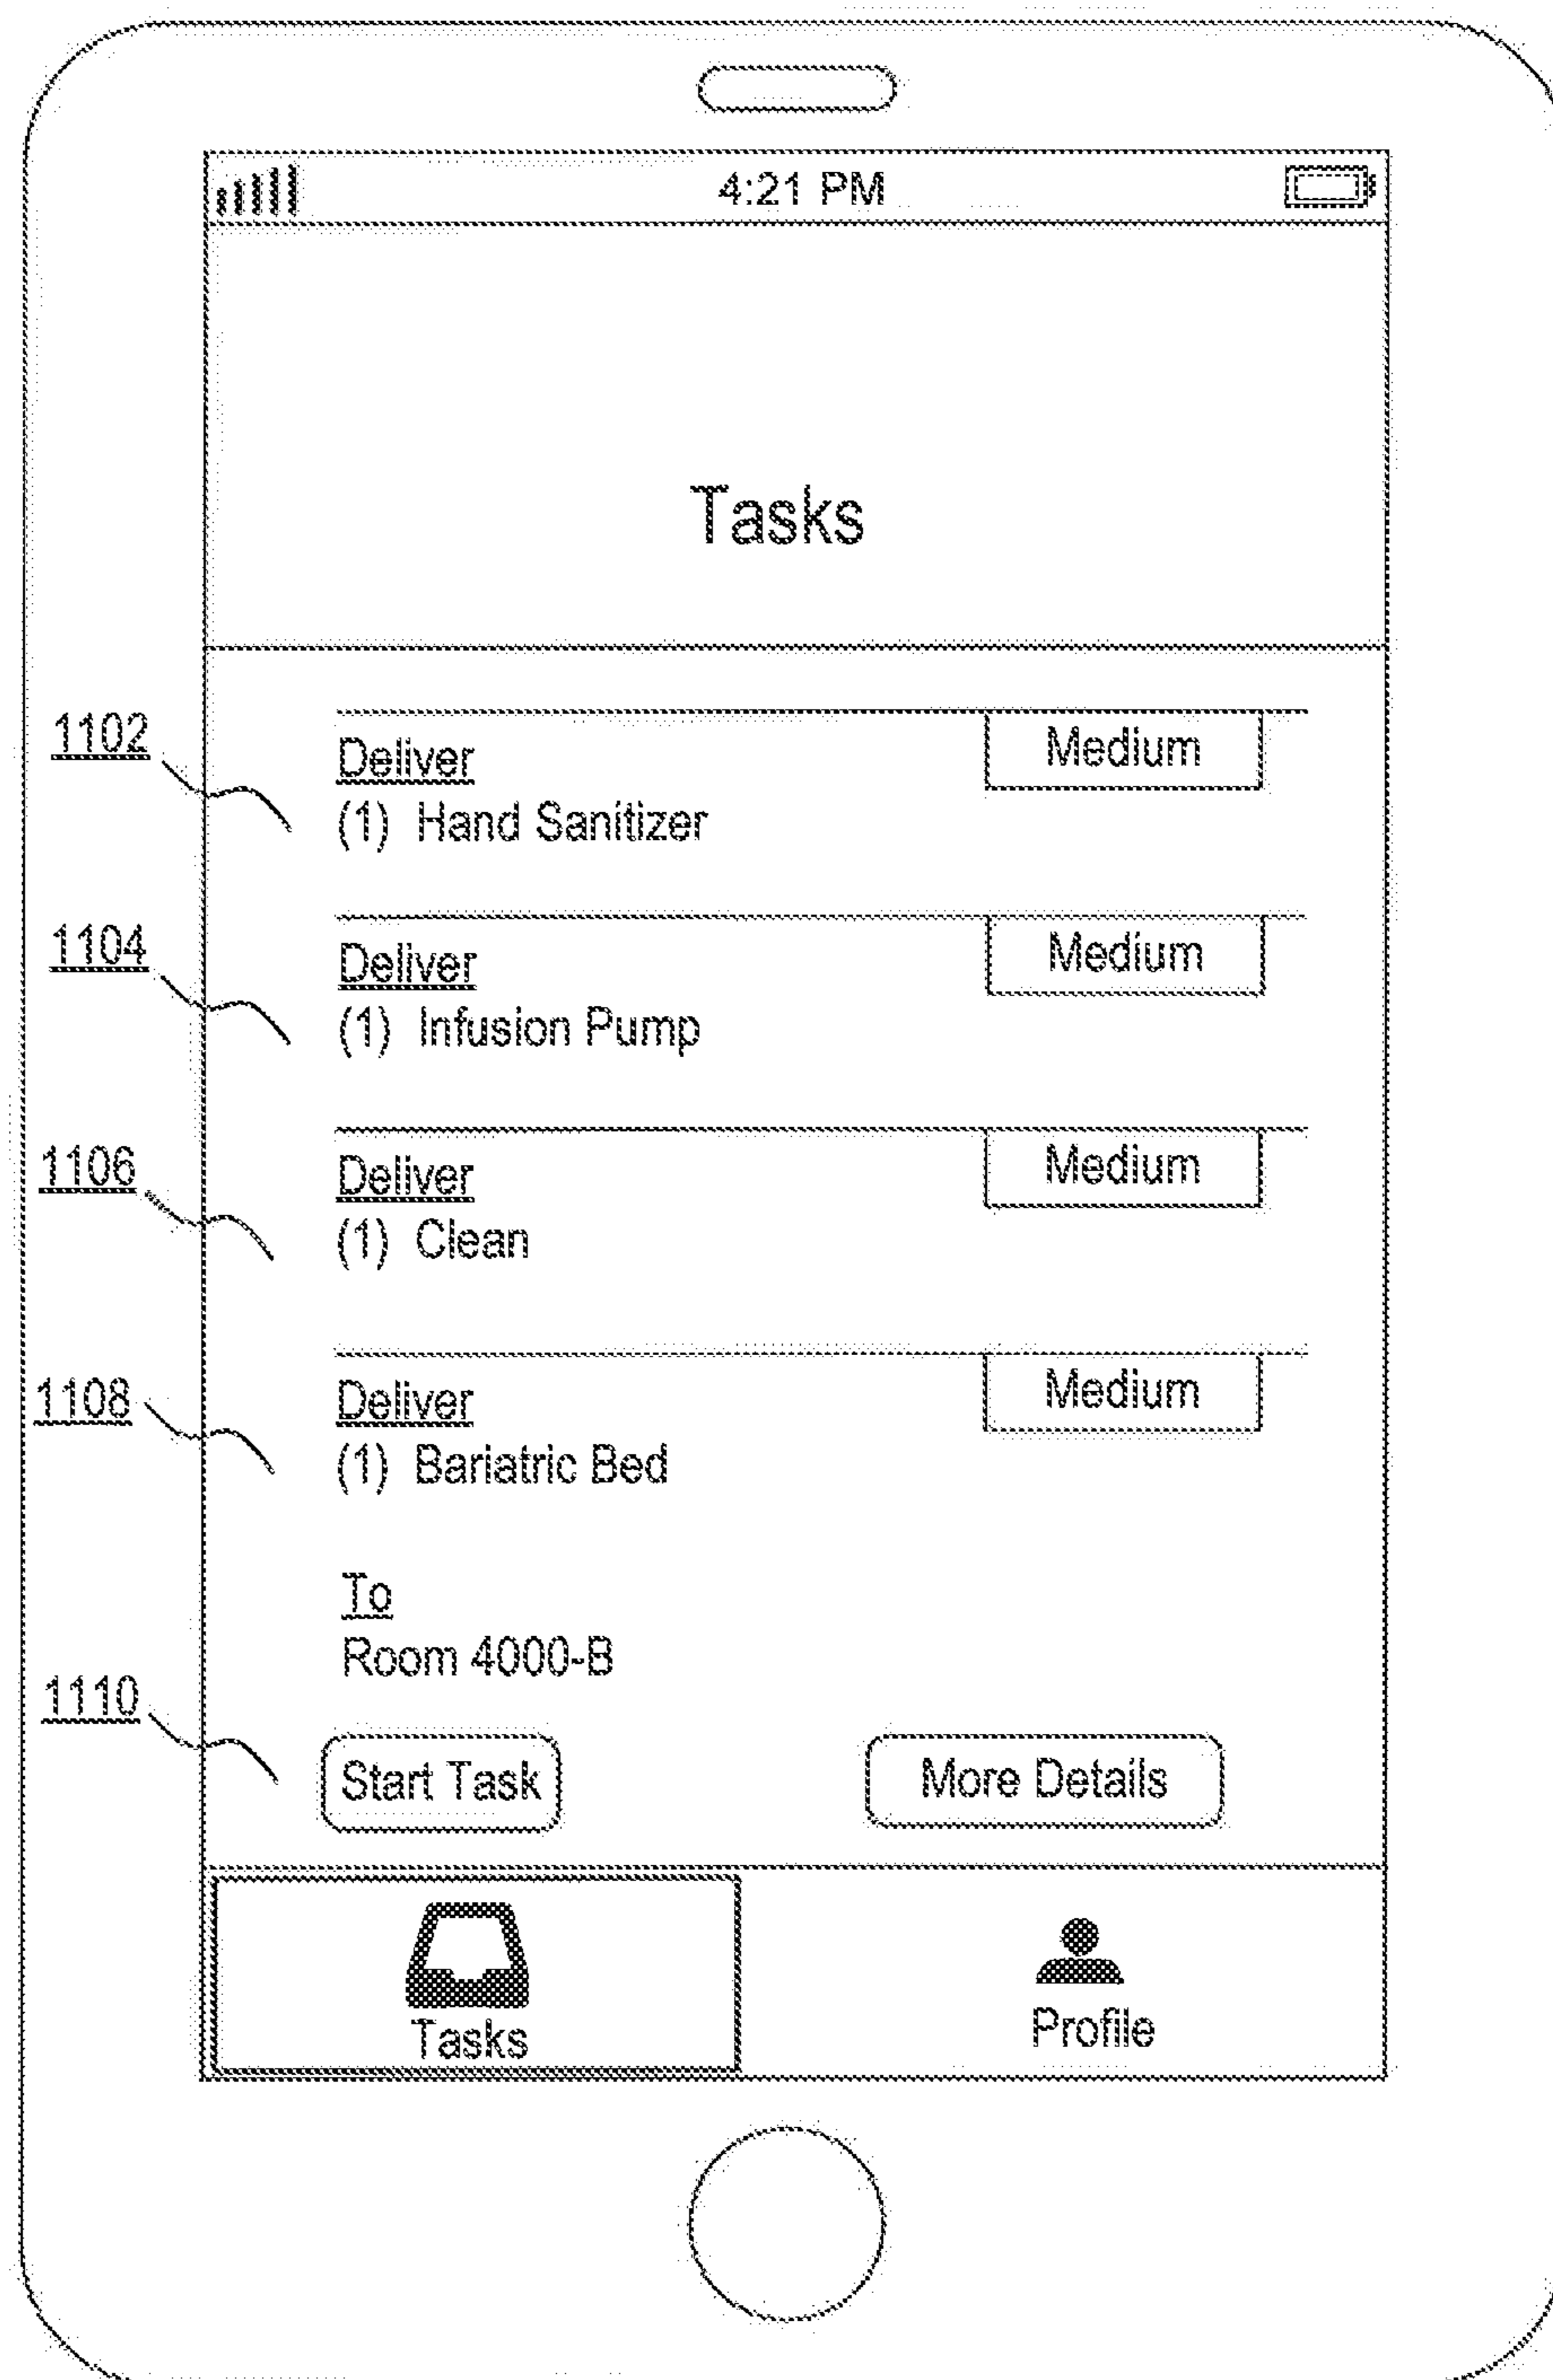 4:21 PM
Tasks
1102
Deliver
Medium
(1) Hand Sanitizer
1104
Deliver
Medium
(1) Infusion Pump
1106
Deliver
Medium
(1) Clean
1108
Deliver
Medium
(1) Bariatric Bed
To
Room 4000-B
1110
Start Task
More Details
Tasks
Profile